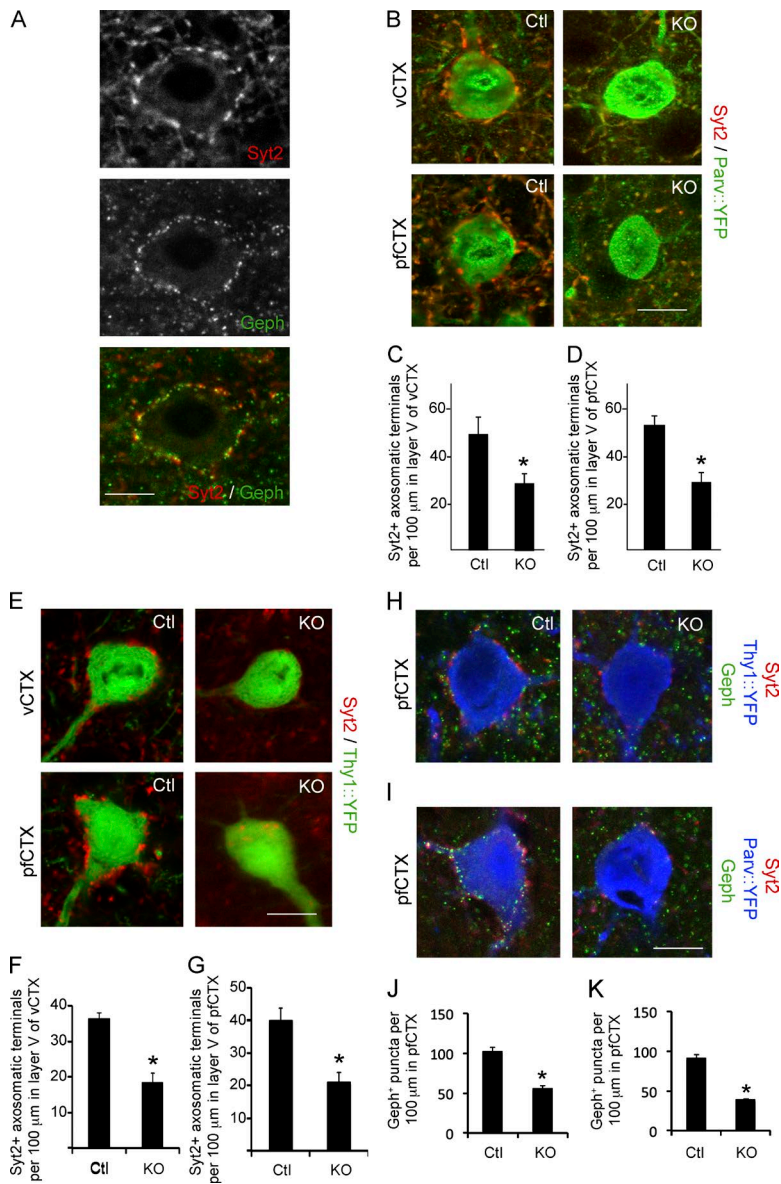 A
Syt2
Geph
Syt2 / Geph
B
Ctl
KO
vCTX
Ctl
KO
pfCTX
Syt2 / Parv::YFP
C
Syt2+ axosomatic terminals
per 100 μm in layer V of vCTX
60
40
20
*
Ctl
KO
D
Syt2+ axosomatic terminals
per 100 μm in layer V of pfCTX
60
40
20
*
Ctl
KO
E
Ctl
KO
vCTX
Ctl
KO
pfCTX
Syt2 / Thy1::YFP
H
Ctl
KO
pfCTX
Syt2
Thy1::YFP
Geph
I
pfCTX
Syt2
Parv::YFP
Geph
F
Syt2+ axosomatic terminals
per 100 μm in layer V of vCTX
40
20
0
*
Ctl
KO
G
Syt2+ axosomatic terminals
per 100 μm in layer V of pfCTX
50
40
30
20
10
0
*
Ctl
KO
J
Geph+ puncta per
100 μm in pfCTX
150
100
50
0
*
Ctl
KO
K
Geph+ puncta per
100 μm in pfCTX
150
100
50
0
*
Ctl
KO